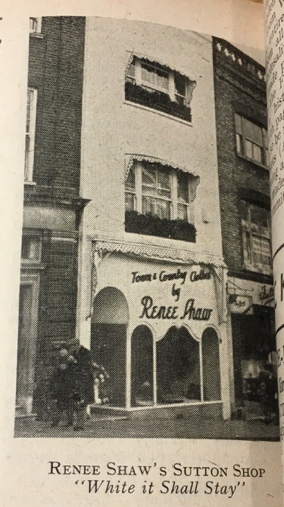 Town & Country Clothes
by
Renee Shaw
RENEE SHAW'S SUTTON SHOP
"White it Shall Stay"